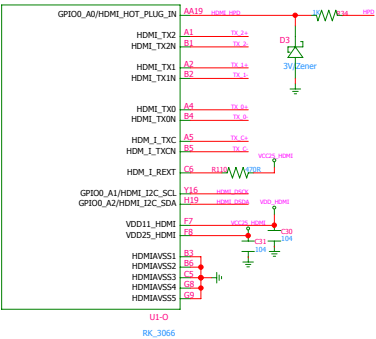 GPIO0_A0/HDMI_HOT_PLUG_IN AA19 HDMI_HPD 1K R34 HPD
D3
3V/Zener
HDMI_TX2 A1 TX_2+
HDMI_TX2N B1 TX_2-
HDMI_TX1 A2 TX_1+
HDMI_TX1N B2 TX_1-
HDMI_TX0 A4 TX_0+
HDMI_TX0N B4 TX_0-
HDM_I_TXC A5 TX_C+
HDM_I_TXCN B5 TX_C-
VCC25_HDMI
HDM_I_REXT C6 R110 470R
GPIO0_A1/HDMI_I2C_SCL Y16 HDMI_DSCK
GPIO0_A2/HDMI_I2C_SDA H19 HDMI_DSDA VDD_HDMI
VDD11_HDMI F7 VCC25_HDMI
VDD25_HDMI F8 C30
104
C31
104
HDMIAVSS1 B3
HDMIAVSS2 B6
HDMIAVSS3 C5
HDMIAVSS4 G8
HDMIAVSS5 G9
U1-O
RK_3066